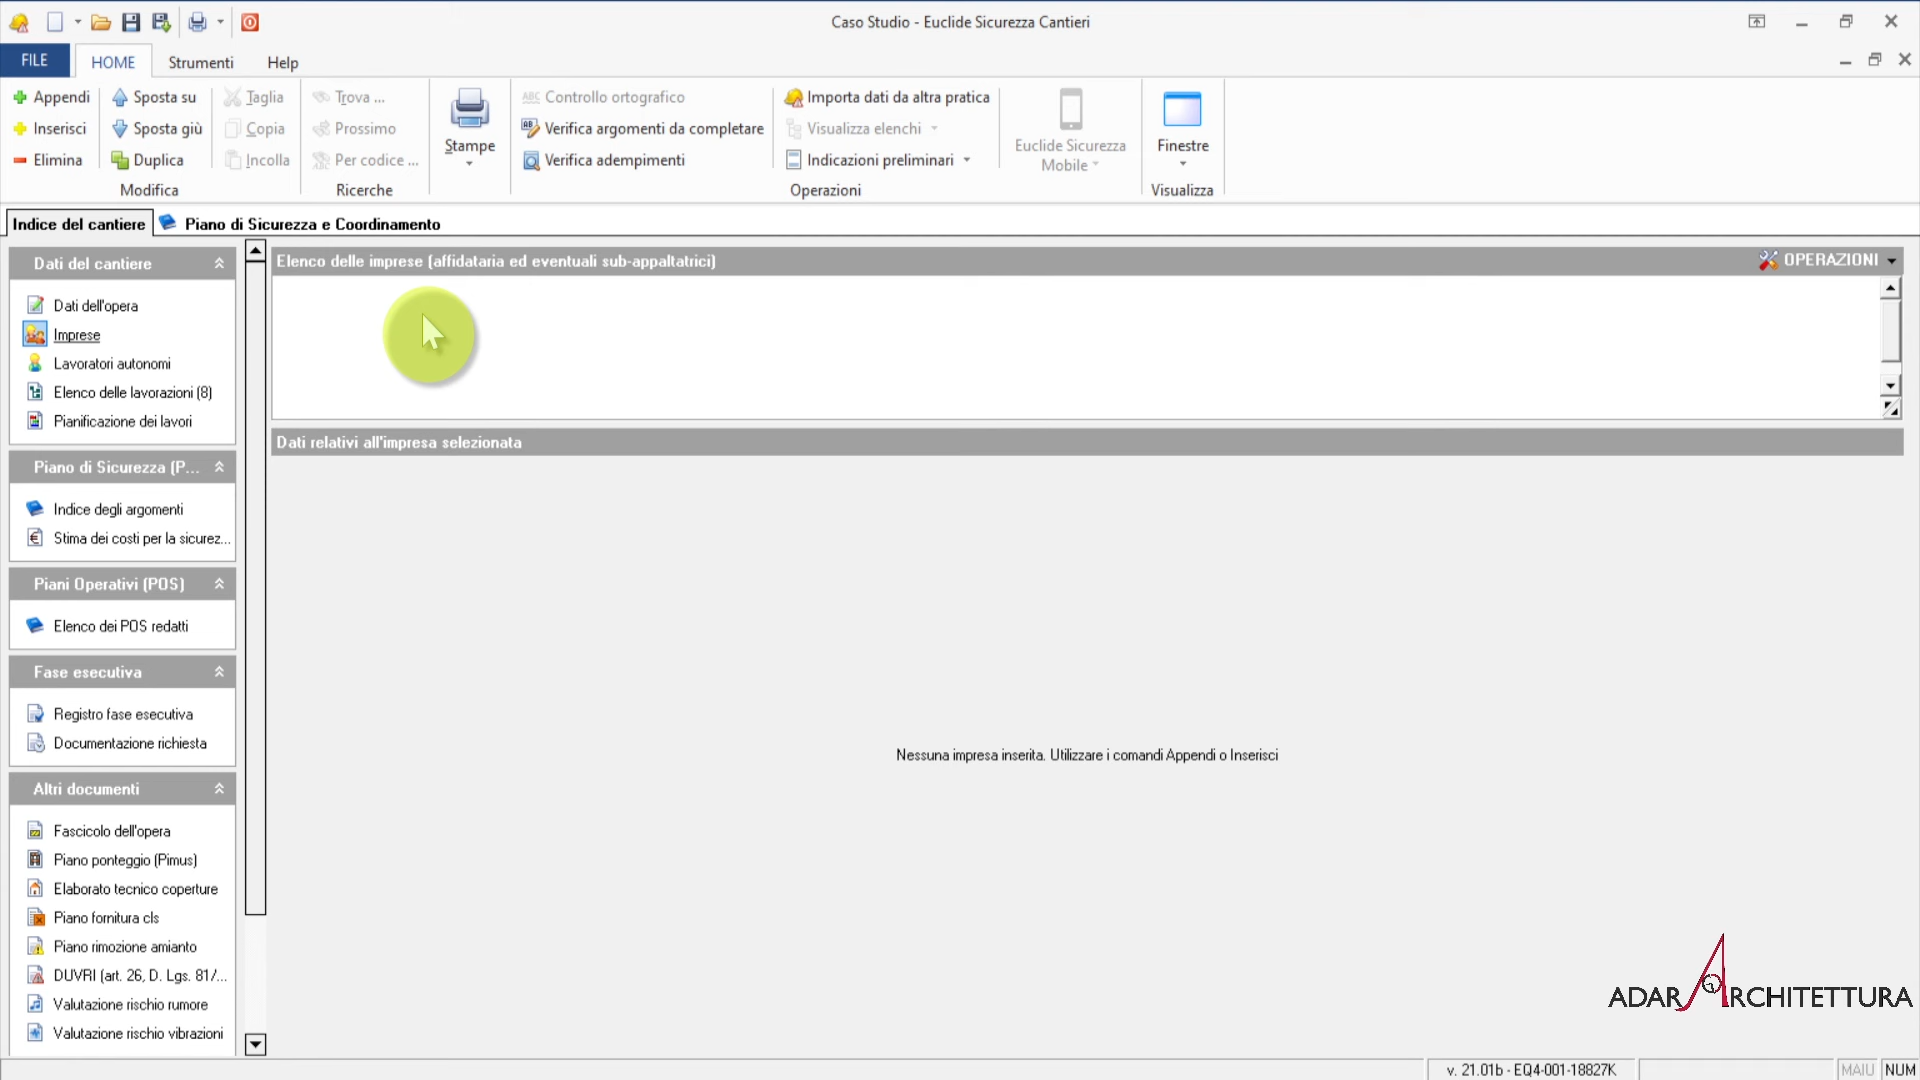 Caso Studio - Euclide Sicurezza Cantieri
FILE
HOME
Strumenti
Help
Appendi
Inserisci
Elimina
Sposta su
Sposta giù
Duplica
Modifica
Taglia
Copia
Incolla
Trova ...
Prossimo
Per codice ...
Ricerche
Stampe
ABC Controllo ortografico
Verifica argomenti da completare
Verifica adempimenti
Importa dati da altra pratica
Visualizza elenchi
Indicazioni preliminari
Operazioni
Euclide Sicurezza
Mobile
Finestre
Visualizza
Indice del cantiere
Piano di Sicurezza e Coordinamento
Dati del cantiere
Dati dell'opera
Imprese
Lavoratori autonomi
Elenco delle lavorazioni (8)
Pianificazione dei lavori
Piano di Sicurezza (P...
Indice degli argomenti
Stima dei costi per la sicurez...
Piani Operativi (POS)
Elenco dei POS redatti
Fase esecutiva
Registro fase esecutiva
Documentazione richiesta
Altri documenti
Fascicolo dell'opera
Piano ponteggio (Pimus)
Elaborato tecnico coperture
Piano fornitura cls
Piano rimozione amianto
DUVRI (art. 26, D. Lgs. 81/...
Valutazione rischio rumore
Valutazione rischio vibrazioni
Elenco delle imprese (affidataria ed eventuali sub-appaltatrici)
OPERAZIONI
Dati relativi all'impresa selezionata
Nessuna impresa inserita. Utilizzare i comandi Appendi o Inserisci
ADARARCHITETTURA
v. 21.01b - EQ4-001-18827K
MAIU
NUM